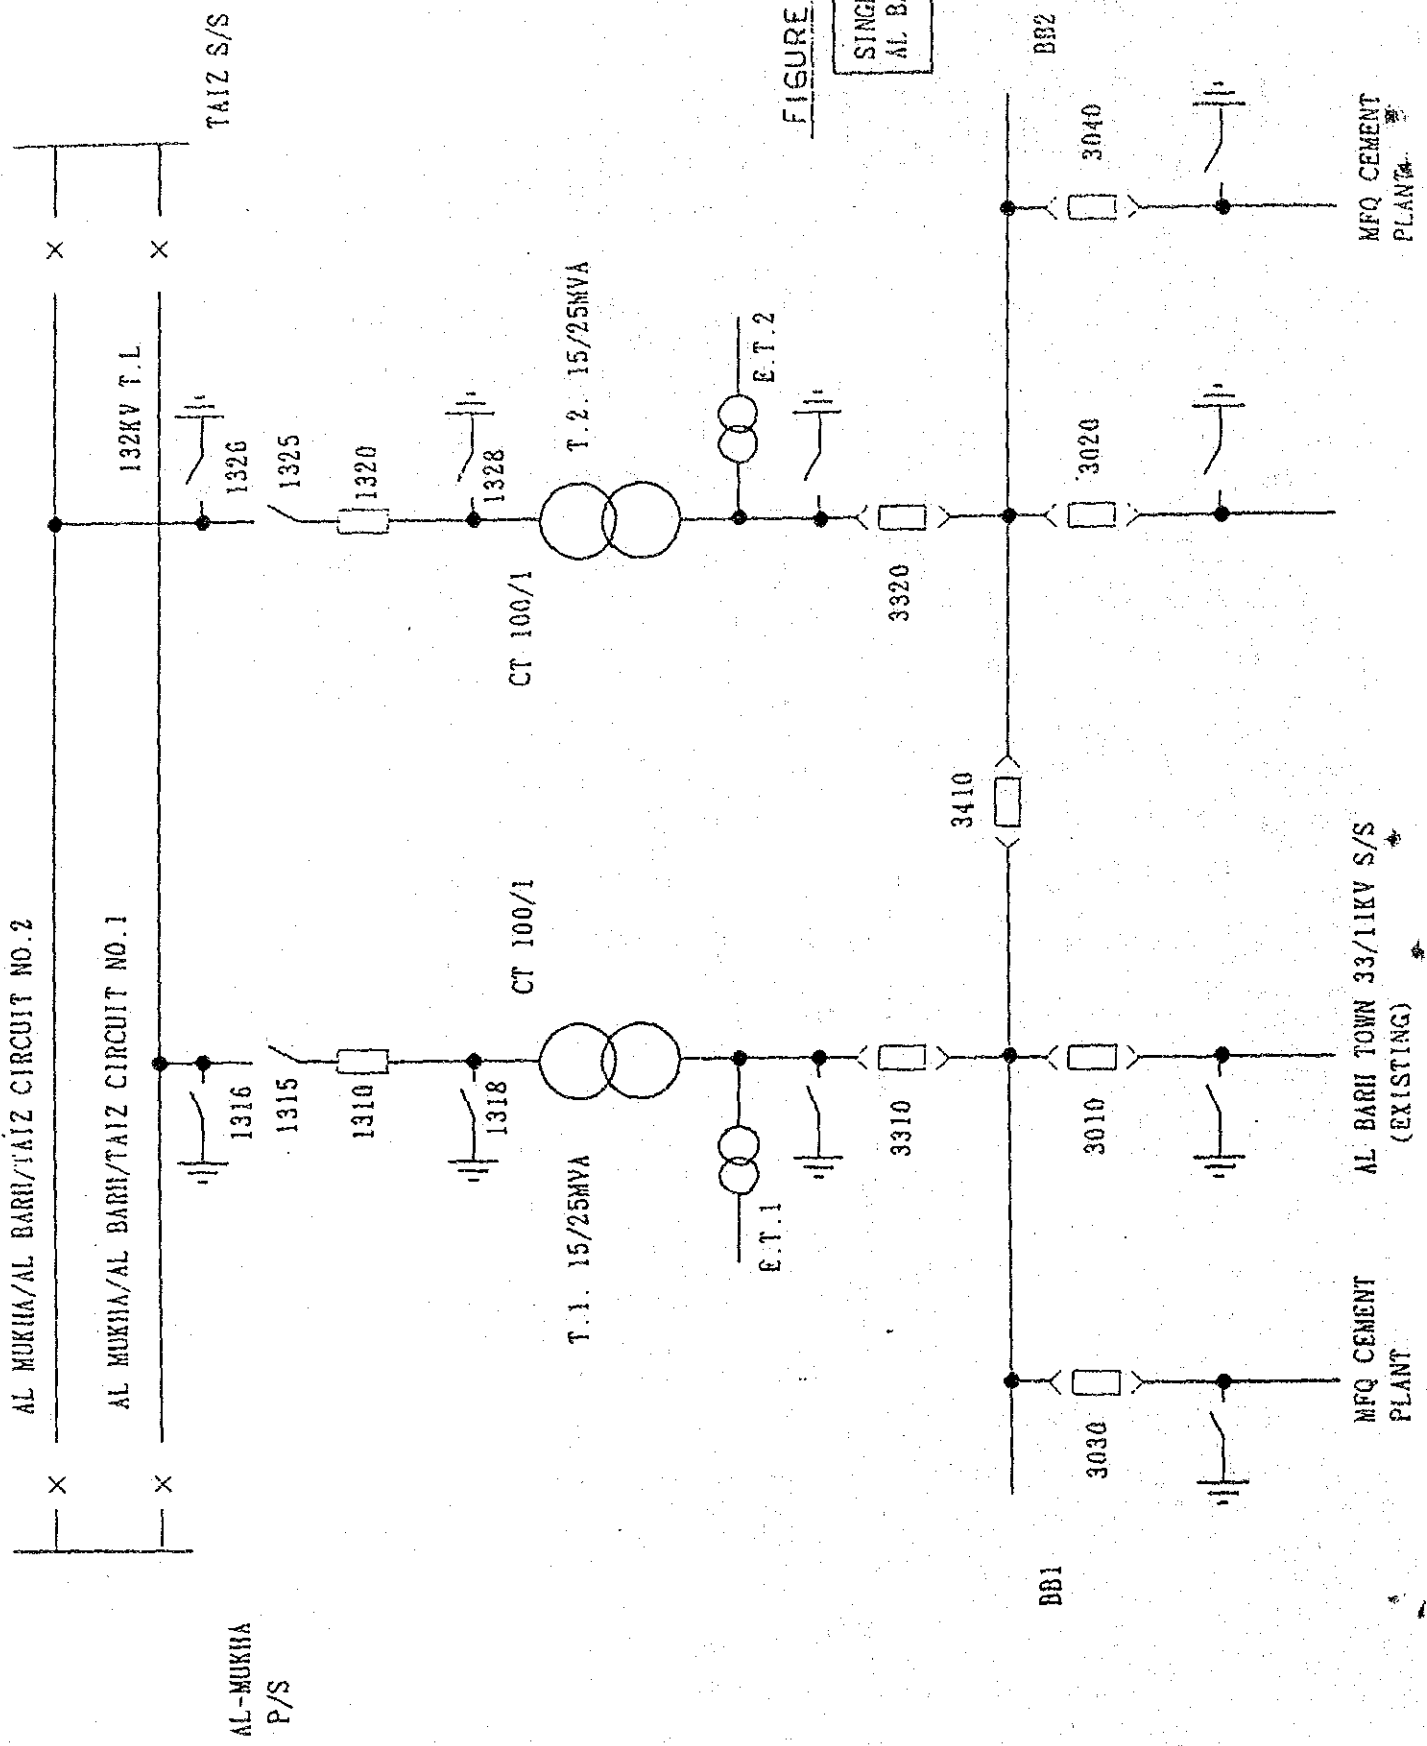 AL MUKHA/AL BARH/TAIZ CIRCUIT NO.2
AL MUKHA/AL BARH/TAIZ CIRCUIT NO.1
132KV T.L
TAIZ S/S
AL-MUKHA
P/S
1316
1326
1315
1325
1310
1320
1318
1328
CT 100/1
CT 100/1
T.1. 15/25MVA
T.2. 15/25MVA
E.T.1
E.T.2
3310
3320
FIGURE
3410
BB1
BB2
3030
3010
3020
3040
MFQ CEMENT
PLANT
AL BARH TOWN 33/11KV S/S
(EXISTING)
MFQ CEMENT
PLANT